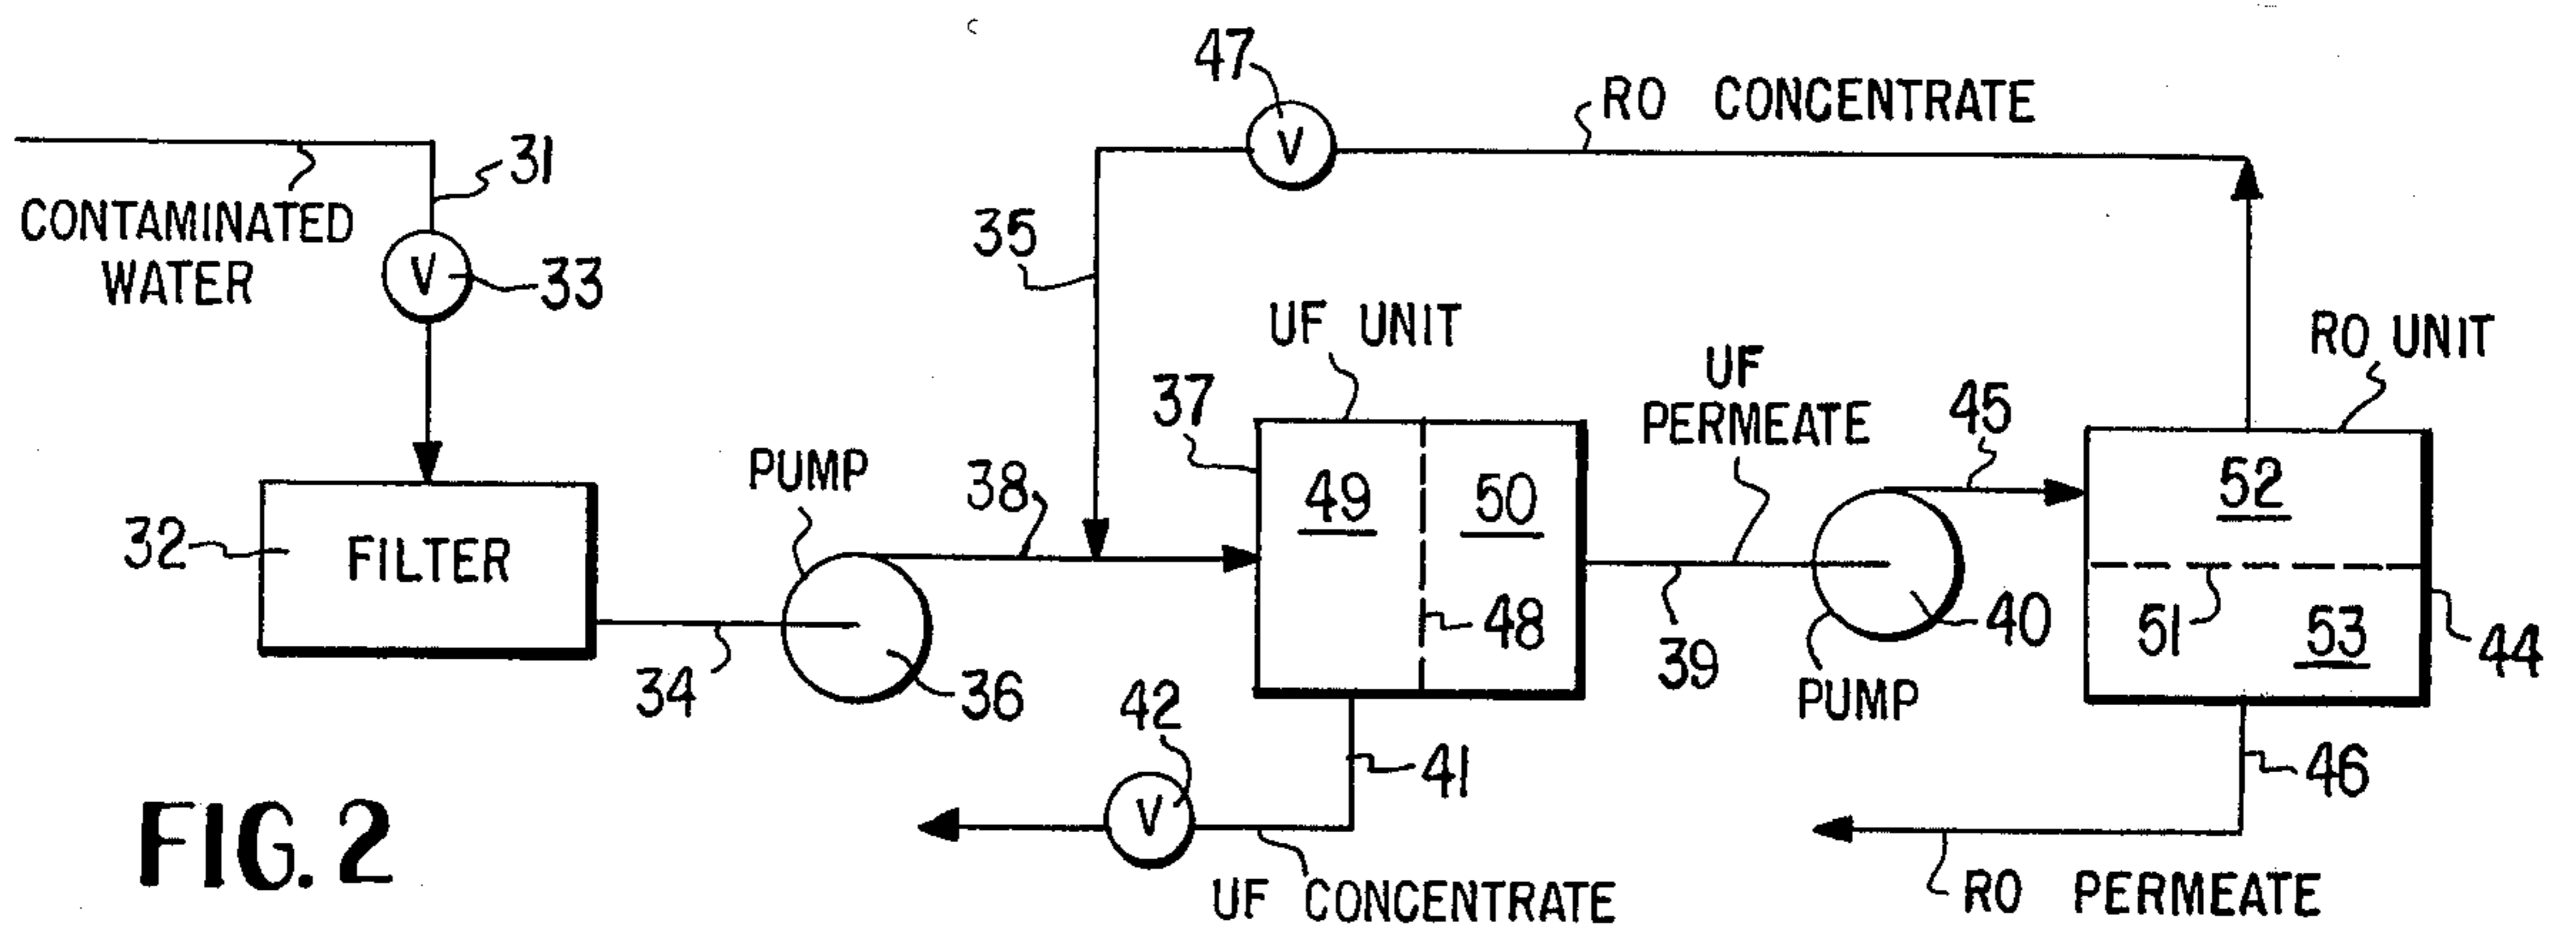 47
RO CONCENTRATE
31
CONTAMINATED
WATER
V
33
V
35
UF UNIT
RO UNIT
37
UF
PERMEATE
45
PUMP
38
49
50
52
32
FILTER
48
51
53
40
44
34
36
39
PUMP
42
41
46
V
FIG. 2
UF CONCENTRATE
RO PERMEATE